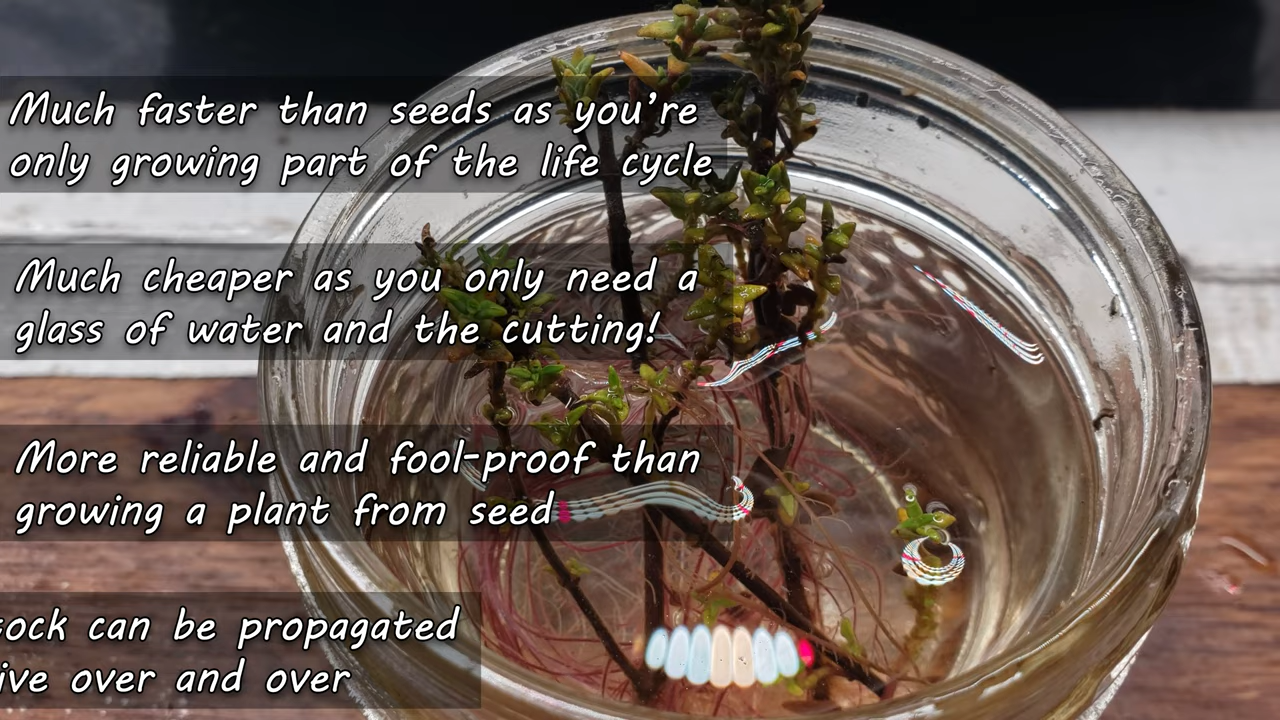 Much faster than seeds as you're
only growing part of the life cycle
Much cheaper as you only need a
glass of water and the cutting!
More reliable and fool-proof than
growing a plant from seed
can be propagated
over and over